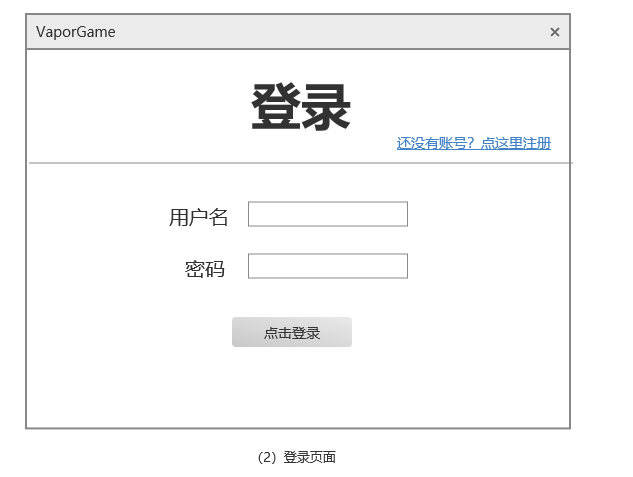 VaporGame
登录
还没有账号？点这里注册
用户名
密码
点击登录
（2）登录页面